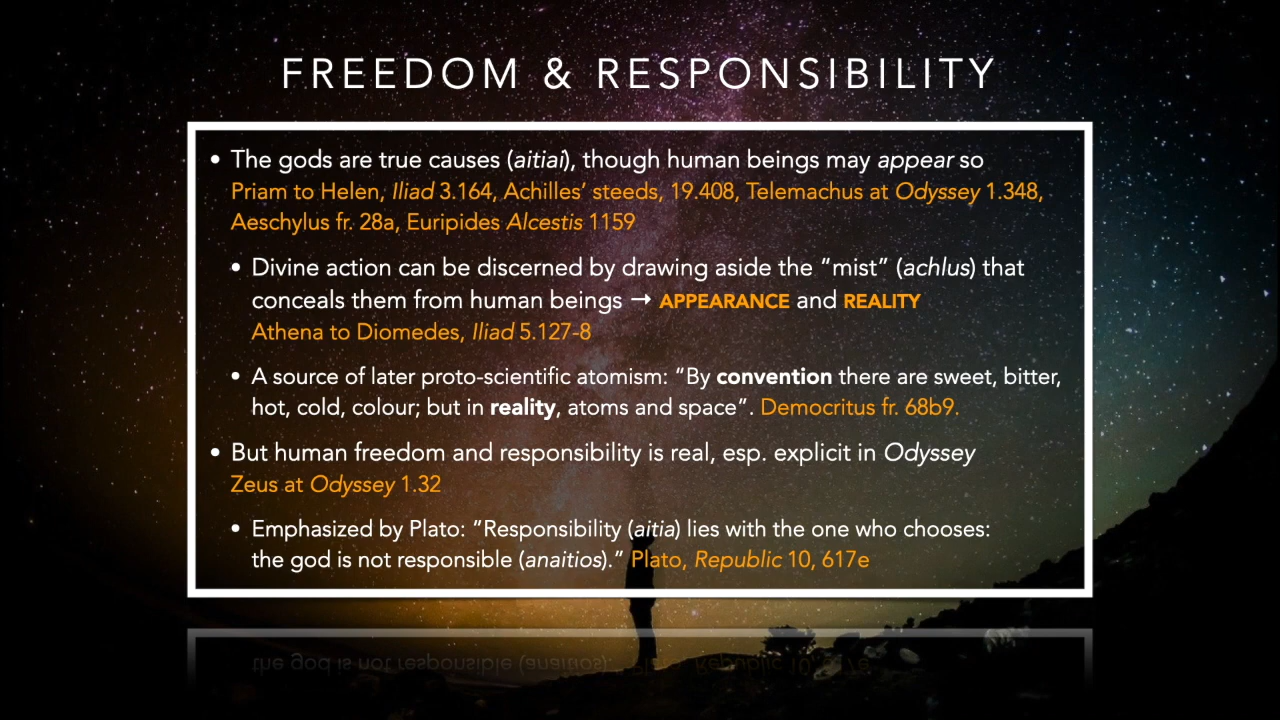 FREEDOM & RESPONSIBILITY
• The gods are true causes (aitiai), though human beings may appear so
Priam to Helen, Iliad 3.164, Achilles’ steeds, 19.408, Telemachus at Odyssey 1.348,
Aeschylus fr. 28a, Euripides Alcestis 1159
• Divine action can be discerned by drawing aside the “mist” (achlus) that
conceals them from human beings → APPEARANCE and REALITY
Athena to Diomedes, Iliad 5.127-8
• A source of later proto-scientific atomism: “By convention there are sweet, bitter,
hot, cold, colour; but in reality, atoms and space”. Democritus fr. 68b9.
• But human freedom and responsibility is real, esp. explicit in Odyssey
Zeus at Odyssey 1.32
• Emphasized by Plato: “Responsibility (aitia) lies with the one who chooses:
the god is not responsible (anaitios).” Plato, Republic 10, 617e